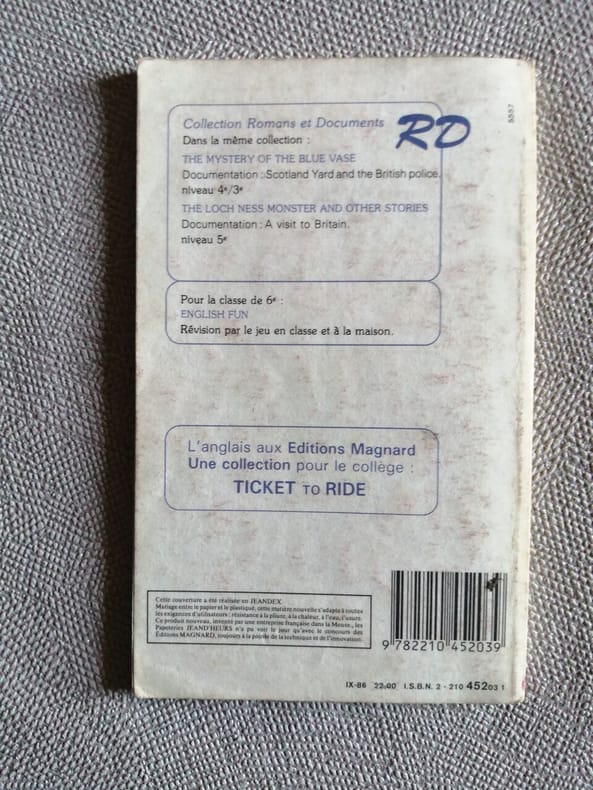 5557
Collection Romans et Documents
RD
Dans la même collection :
THE MYSTERY OF THE BLUE VASE
Documentation : Scotland Yard and the British police.
niveau 4e/3e
THE LOCH NESS MONSTER AND OTHER STORIES
Documentation : A visit to Britain.
niveau 5e
Pour la classe de 6e :
ENGLISH FUN
Révision par le jeu en classe et à la maison.
L'anglais aux Editions Magnard
Une collection pour le collège :
TICKET TO RIDE
Cette couverture a été réalisée en JEANDEX.
Mariage entre le papier et le plastique, cette matière nouvelle s'adapte à toutes
les exigences d'utilisateurs : résistance à la pliure, à la chaleur, à l'eau, l'usure.
Ce produit nouveau, inventé par une entreprise française dans la Meuse, les
Papeteries JEAND'HEURS n'a pu voir le jour qu'avec le concours des
Éditions MAGNARD, toujours à la pointe de la technique et de l'innovation.
9 782210 452039
IX-86 22.00 I.S.B.N. 2 - 210 45203 1